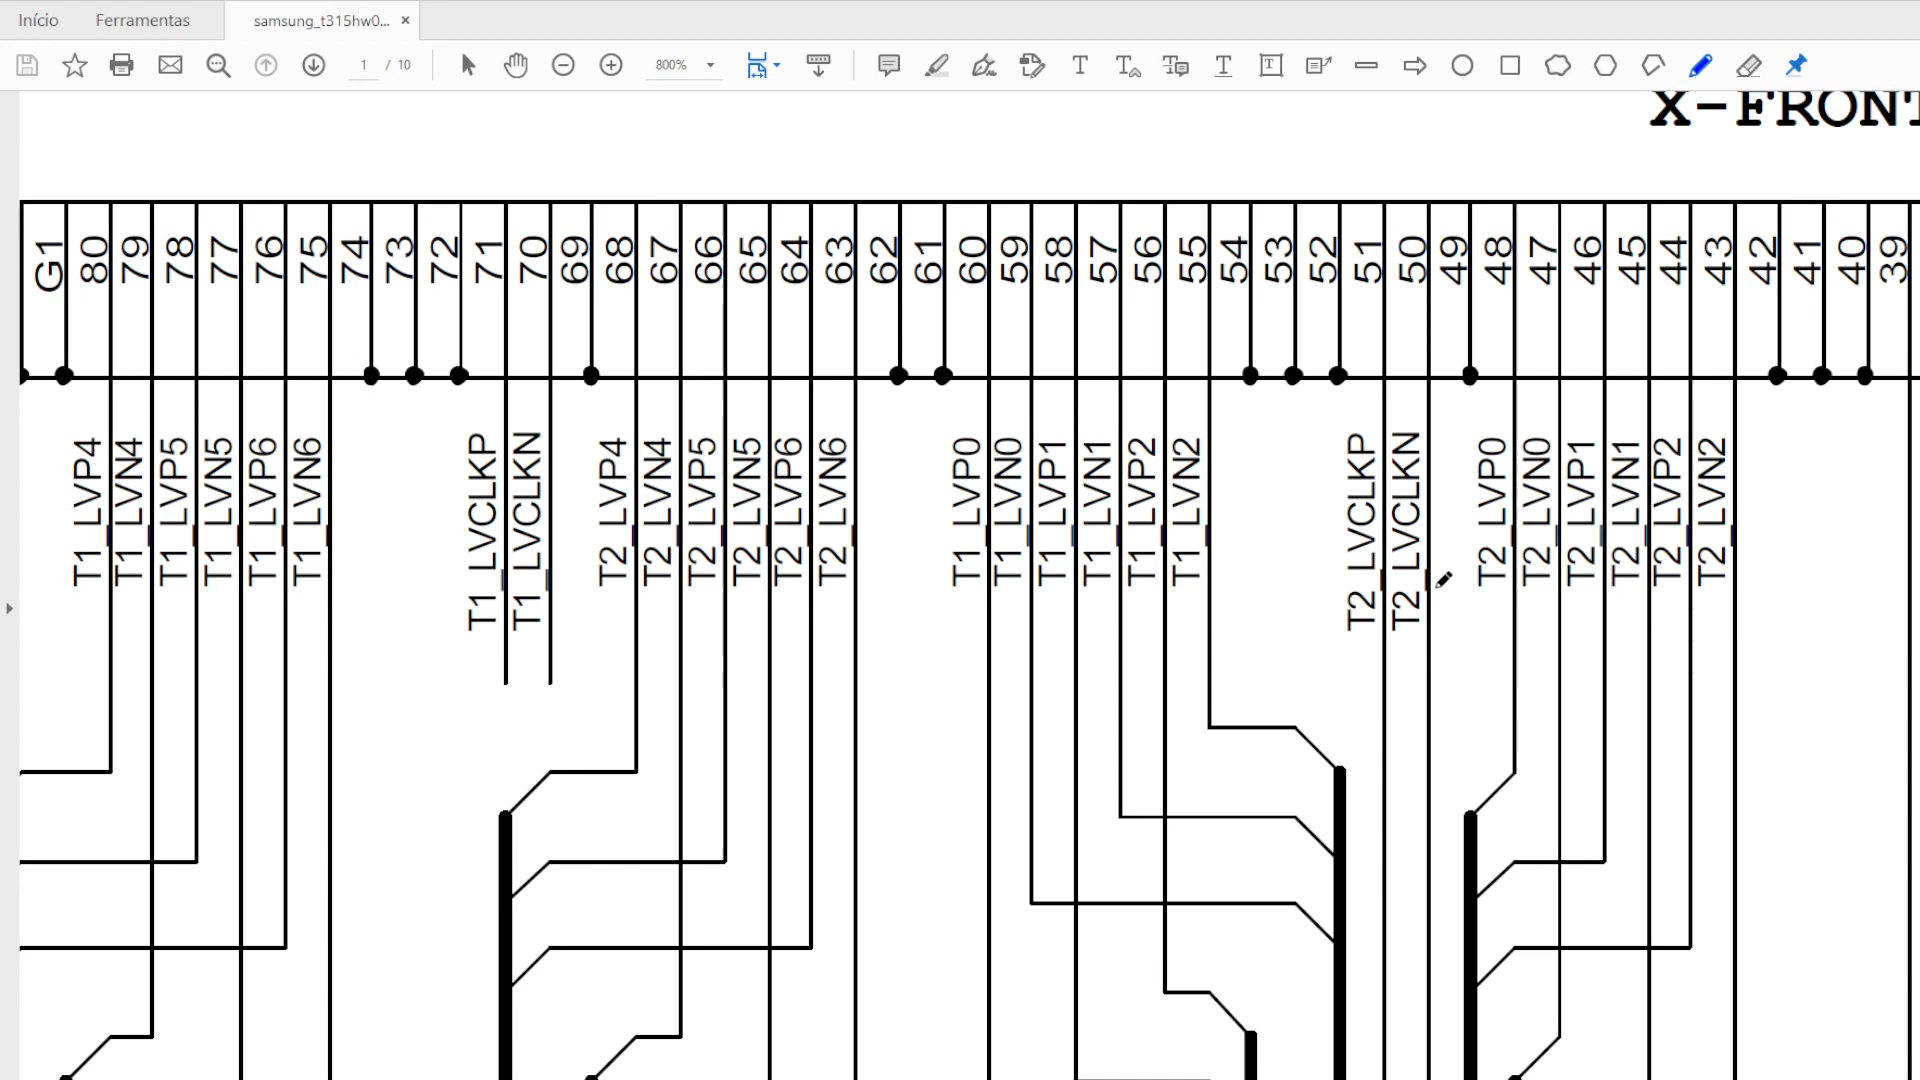 Início Ferramentas samsung_t315hw0... ×
1 / 10 800%
X-FRONT
G1 80 79 78 77 76 75 74 73 72 71 70 69 68 67 66 65 64 63 62 61 60 59 58 57 56 55 54 53 52 51 50 49 48 47 46 45 44 43 42 41 40 39
T1_LVP4
T1_LVN4
T1_LVP5
T1_LVN5
T1_LVP6
T1_LVN6
T1_LVCLKP
T1_LVCLKN
T2_LVP4
T2_LVN4
T2_LVP5
T2_LVN5
T2_LVP6
T2_LVN6
T1_LVP0
T1_LVN0
T1_LVP1
T1_LVN1
T1_LVP2
T1_LVN2
T2_LVCLKP
T2_LVCLKN
T2_LVP0
T2_LVN0
T2_LVP1
T2_LVN1
T2_LVP2
T2_LVN2